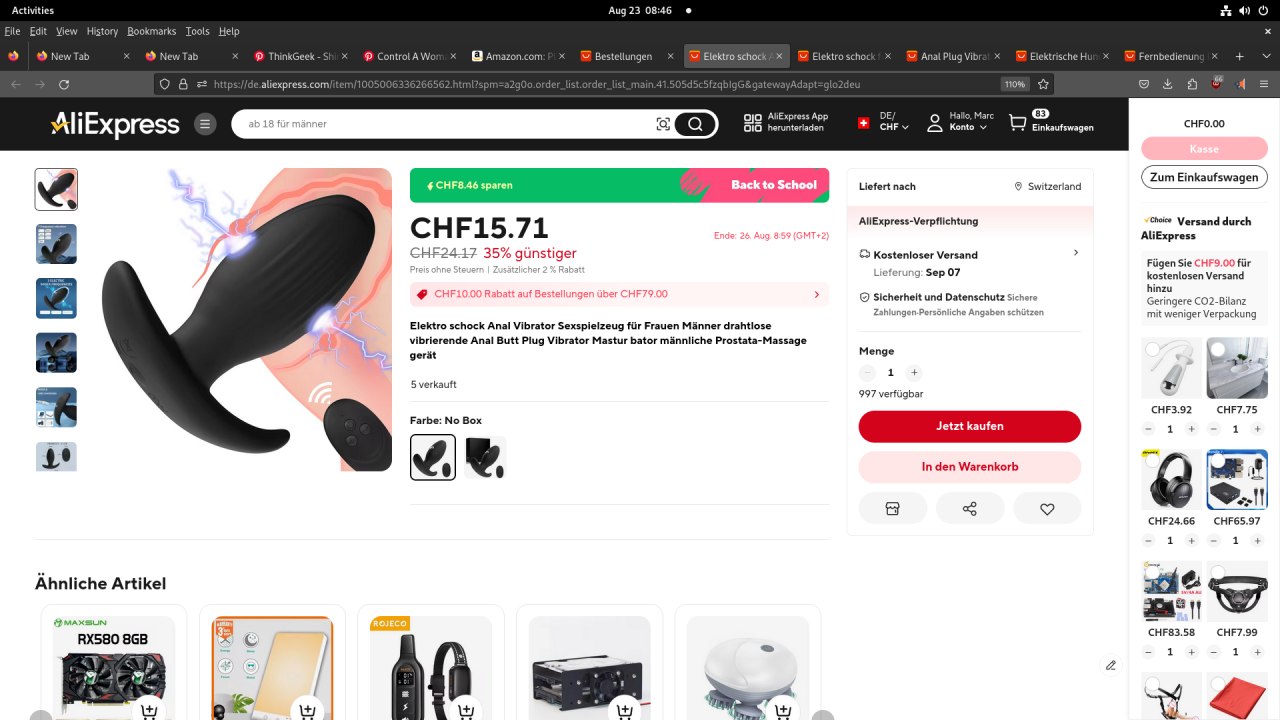 Activities
Aug 23 08:46
File Edit View History Bookmarks Tools Help
New Tab
New Tab
ThinkGeek - Shi
Control A Woma
Amazon.com: Pl
Bestellungen
Elektro schock A
Elektro schock
Anal Plug Vibrat
Elektrische Hun
Fernbedienung
https://de.aliexpress.com/item/1005006336266562.html?spm=a2g0o.order_list.order_list_main.41.505d5c5fzqbIgG&gatewayAdapt=glo2deu
110%
66
AliExpress
ab 18 für männer
AliExpress App
herunterladen
DE/
CHF
Hallo, Marc
Konto
83
Einkaufswagen
CHF0.00
Kasse
Zum Einkaufswagen
Choice Versand durch
AliExpress
Fügen Sie CHF9.00 für
kostenlosen Versand
hinzu
Geringere CO2-Bilanz
mit weniger Verpackung
CHF3.92 CHF7.75
1 1
CHF24.66 CHF65.97
1 1
CHF83.58 CHF7.99
1 1
CHF8.46 sparen
Back to School
CHF15.71
Ende: 26. Aug. 8:59 (GMT+2)
CHF24.17 35% günstiger
Preis ohne Steuern | Zusätzlicher 2 % Rabatt
CHF10.00 Rabatt auf Bestellungen über CHF79.00
Elektro schock Anal Vibrator Sexspielzeug für Frauen Männer drahtlose
vibrierende Anal Butt Plug Vibrator Mastur bator männliche Prostata-Massage
gerät
5 verkauft
Farbe: No Box
Liefert nach
Switzerland
AliExpress-Verpflichtung
Kostenloser Versand
Lieferung: Sep 07
Sicherheit und Datenschutz Sichere
Zahlungen·Persönliche Angaben schützen
Menge
1
997 verfügbar
Jetzt kaufen
In den Warenkorb
Ähnliche Artikel
MAXSUN
RX580 8GB
ROJECO